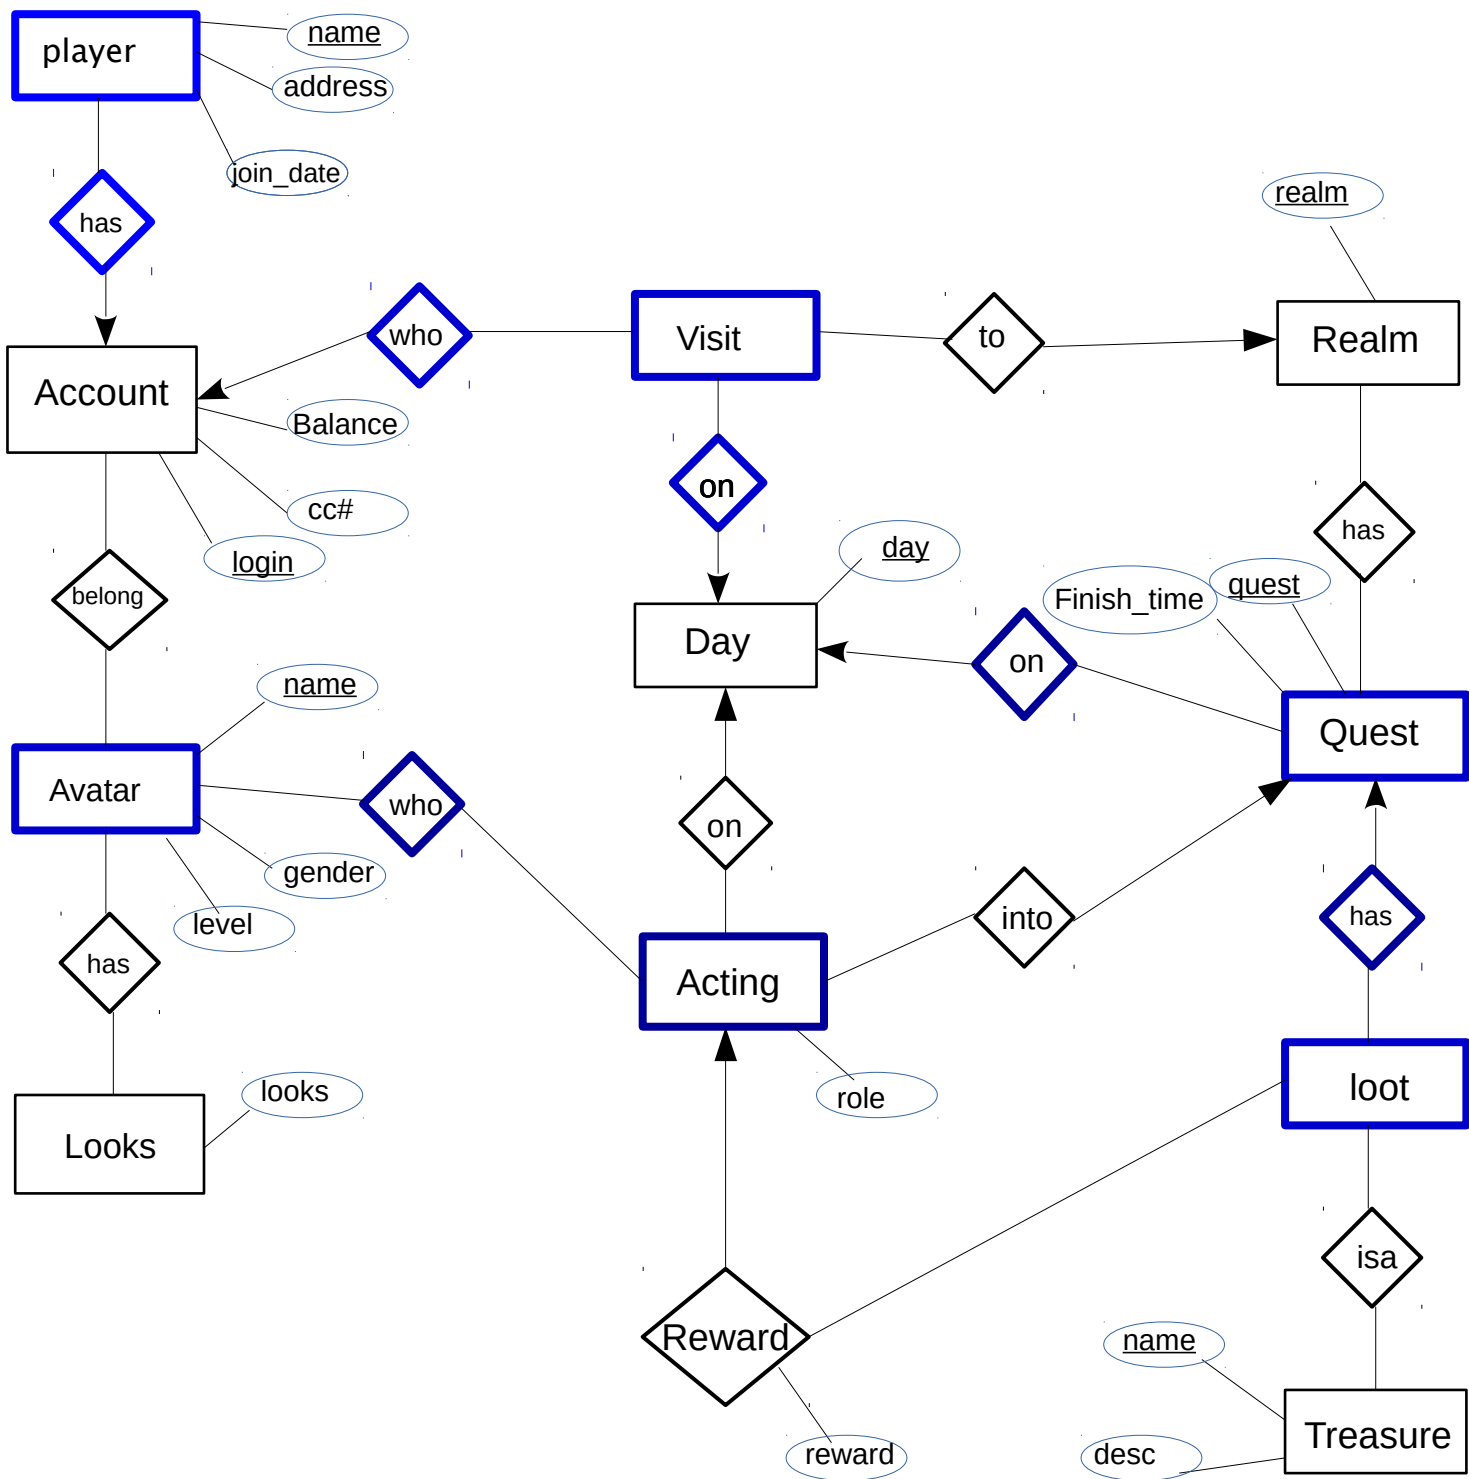 name
player
address
join_date
realm
has
who
Visit
to
Realm
Account
Balance
on
cc#
has
day
login
belong
Finish_time
quest
Day
on
name
Quest
Avatar
who
on
gender
level
into
has
has
Acting
looks
role
loot
Looks
isa
Reward
name
Treasure
reward
desc